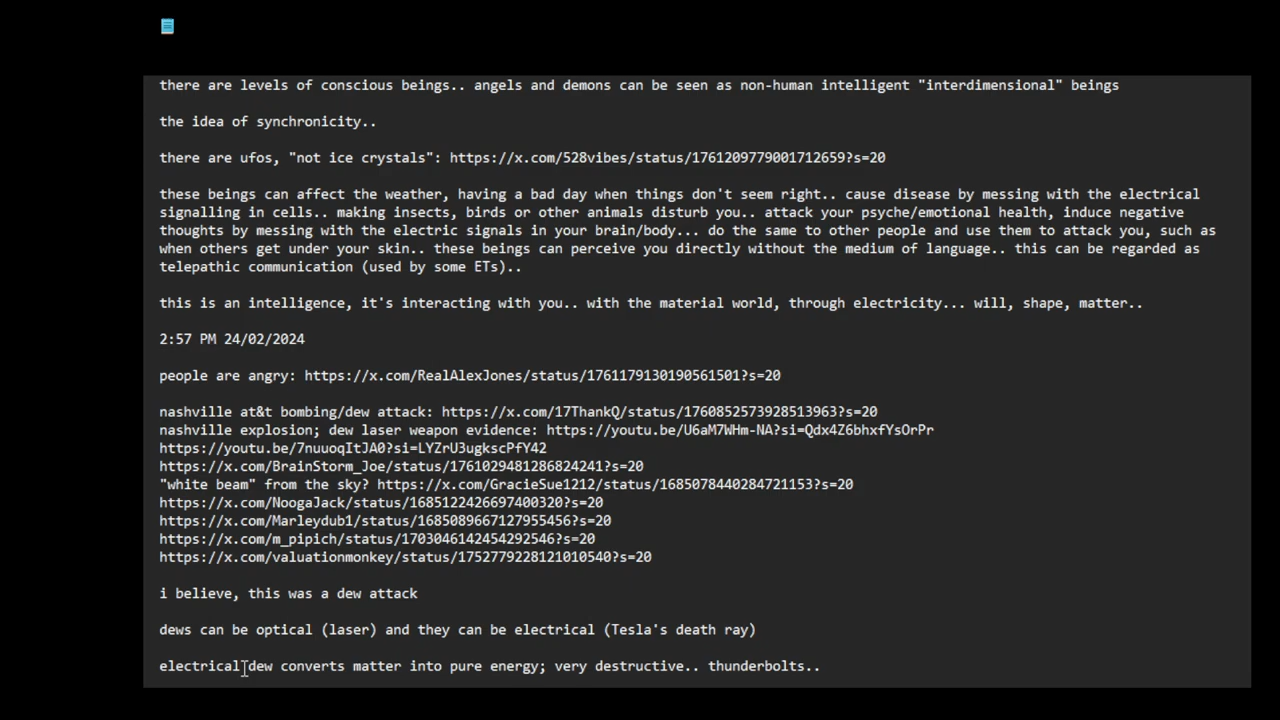 there are levels of conscious beings.. angels and demons can be seen as non-human intelligent "interdimensional" beings
the idea of synchronicity..
there are ufos, "not ice crystals": https://x.com/528vibes/status/1761209779001712659?s=20
these beings can affect the weather, having a bad day when things don't seem right.. cause disease by messing with the electrical
signalling in cells.. making insects, birds or other animals disturb you.. attack your psyche/emotional health, induce negative
thoughts by messing with the electric signals in your brain/body... do the same to other people and use them to attack you, such as
when others get under your skin.. these beings can perceive you directly without the medium of language.. this can be regarded as
telepathic communication (used by some ETs)..
this is an intelligence, it's interacting with you.. with the material world, through electricity... will, shape, matter..
2:57 PM 24/02/2024
people are angry: https://x.com/RealAlexJones/status/1761179130190561501?s=20
nashville at&t bombing/dew attack: https://x.com/17ThankQ/status/1760852573928513963?s=20
nashville explosion; dew laser weapon evidence: https://youtu.be/U6aM7WHm-NA?si=Qdx4Z6bhxfYsOrPr
https://youtu.be/7nuuoqItJA0?si=LYZrU3ugkscPfY42
https://x.com/BrainStorm_Joe/status/1761029481286824241?s=20
"white beam" from the sky? https://x.com/GracieSue1212/status/1685078440284721153?s=20
https://x.com/NoogaJack/status/1685122426697400320?s=20
https://x.com/Marleydub1/status/1685089667127955456?s=20
https://x.com/m_pipich/status/1703046142454292546?s=20
https://x.com/valuationmonkey/status/1752779228121010540?s=20
i believe, this was a dew attack
dews can be optical (laser) and they can be electrical (Tesla's death ray)
electrical dew converts matter into pure energy; very destructive.. thunderbolts..